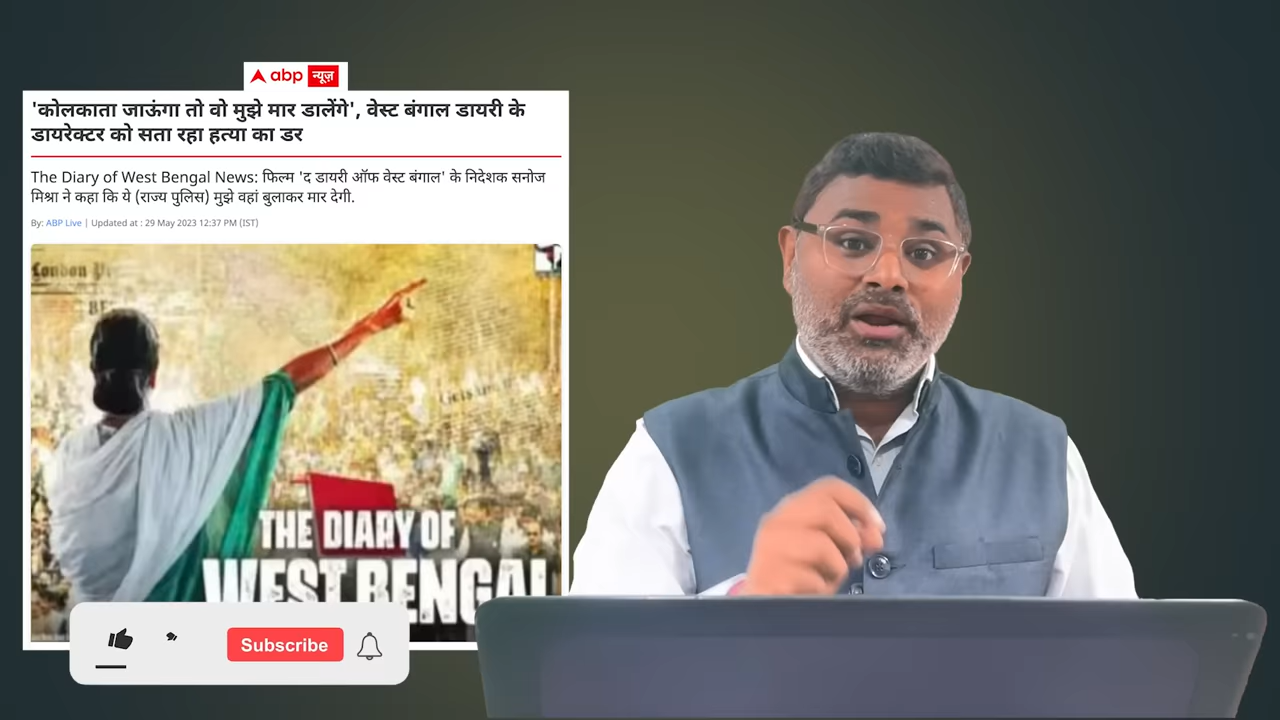 abp न्यूज़
'कोलकाता जाऊंगा तो वो मुझे मार डालेंगे', वेस्ट बंगाल डायरी के
डायरेक्टर को सता रहा हत्या का डर
The Diary of West Bengal News: फिल्म 'द डायरी ऑफ वेस्ट बंगाल' के निदेशक सनोज
मिश्रा ने कहा कि ये (राज्य पुलिस) मुझे वहां बुलाकर मार देगी.
By: ABP Live | Updated at : 29 May 2023 12:37 PM (IST)
London
THE DIARY OF
WEST BENGAL
Subscribe